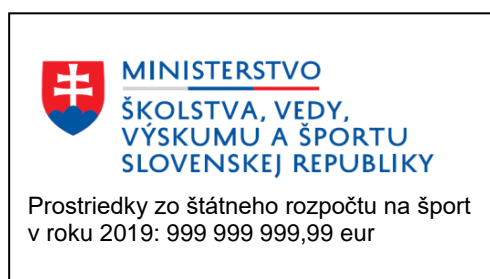 MINISTERSTVO
ŠKOLSTVA, VEDY,
VÝSKUMU A ŠPORTU
SLOVENSKEJ REPUBLIKY
Prostriedky zo štátneho rozpočtu na šport
v roku 2019: 999 999 999,99 eur